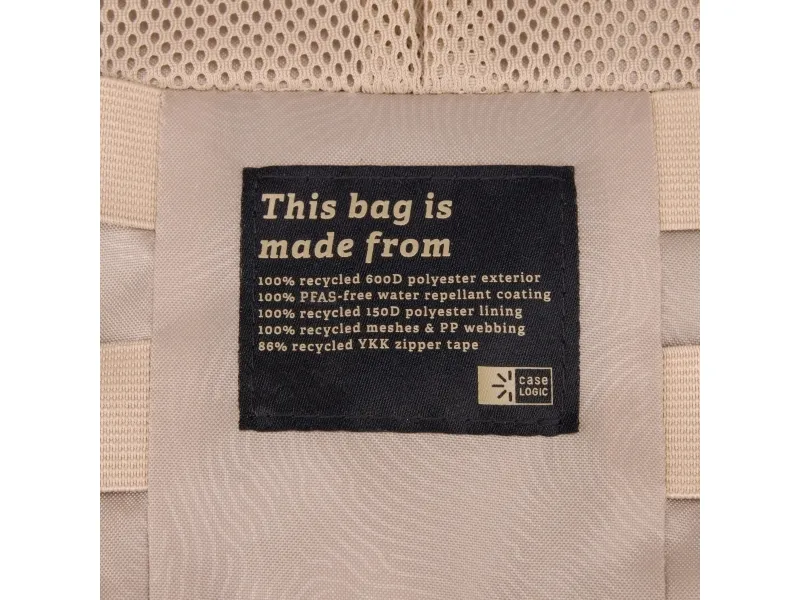 This bag is
made from
100% recycled 600D polyester exterior
100% PFAS-free water repellant coating
100% recycled 150D polyester lining
100% recycled meshes & PP webbing
86% recycled YKK zipper tape
case
LOGIC